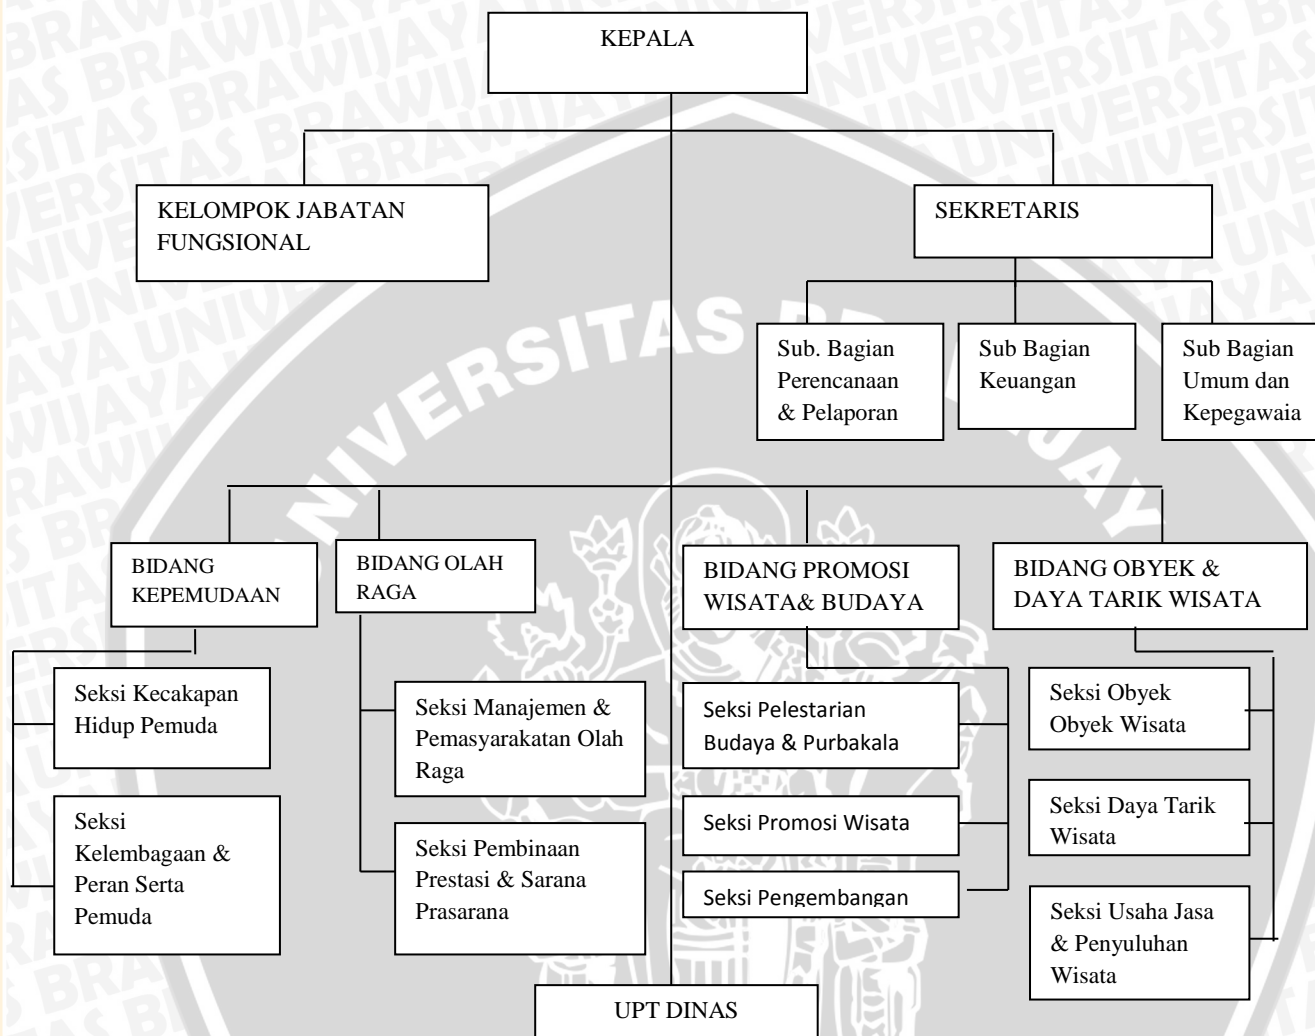 KEPALA
KELOMPOK JABATAN
FUNGSIONAL
SEKRETARIS
Sub. Bagian
Perencanaan
& Pelaporan
Sub Bagian
Keuangan
Sub Bagian
Umum dan
Kepegawaia
BIDANG
KEPEMUDAAN
BIDANG OLAH
RAGA
BIDANG PROMOSI
WISATA& BUDAYA
BIDANG OBYEK &
DAYA TARIK WISATA
Seksi Kecakapan
Hidup Pemuda
Seksi
Kelembagaan &
Peran Serta
Pemuda
Seksi Manajemen &
Pemasyarakatan Olah
Raga
Seksi Pembinaan
Prestasi & Sarana
Prasarana
Seksi Pelestarian
Budaya & Purbakala
Seksi Promosi Wisata
Seksi Pengembangan
Seksi Obyek
Obyek Wisata
Seksi Daya Tarik
Wisata
Seksi Usaha Jasa
& Penyuluhan
Wisata
UPT DINAS